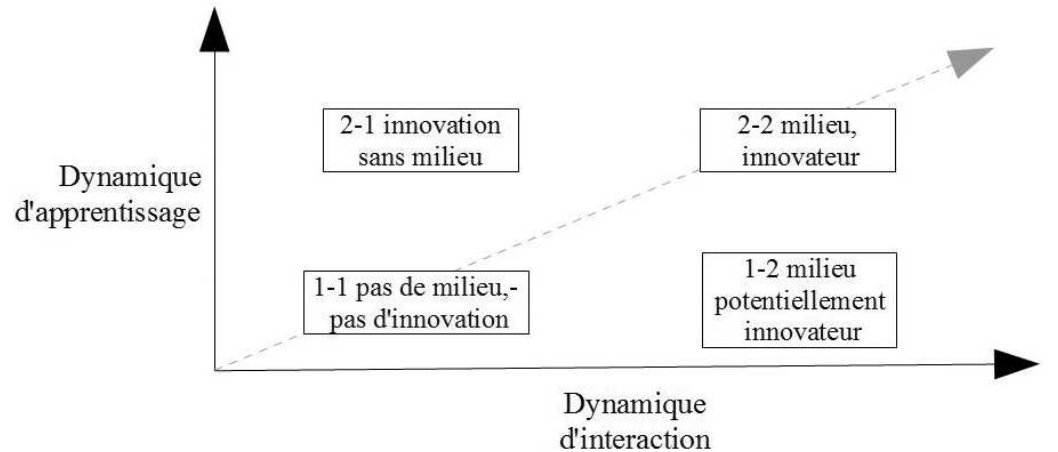 2-1 innovation
sans milieu
2-2 milieu,
innovateur
Dynamique
d'apprentissage
1-1 pas de milieu,-
pas d'innovation
1-2 milieu
potentiellement
innovateur
Dynamique
d'interaction